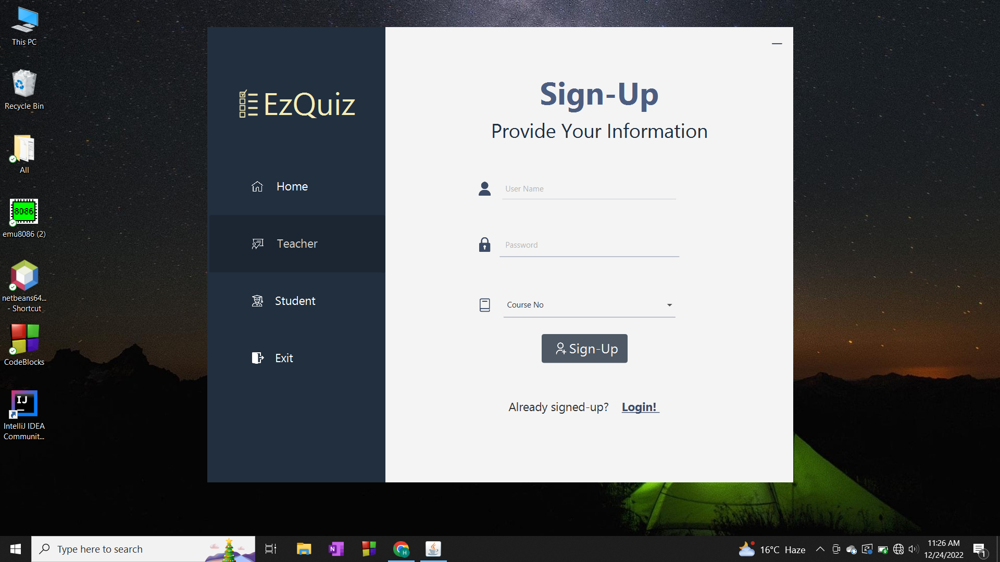 This PC
Recycle Bin
All
8086
emu8086 (2)
netbeans64...
- Shortcut
CodeBlocks
IJ
IntelliJ IDEA
Communit...
EzQuiz
Home
Teacher
Student
Exit
Sign-Up
Provide Your Information
User Name
Password
Course No
Sign-Up
Already signed-up? Login!
Type here to search
N
H
16°C Haze
11:26 AM
12/24/2022
1